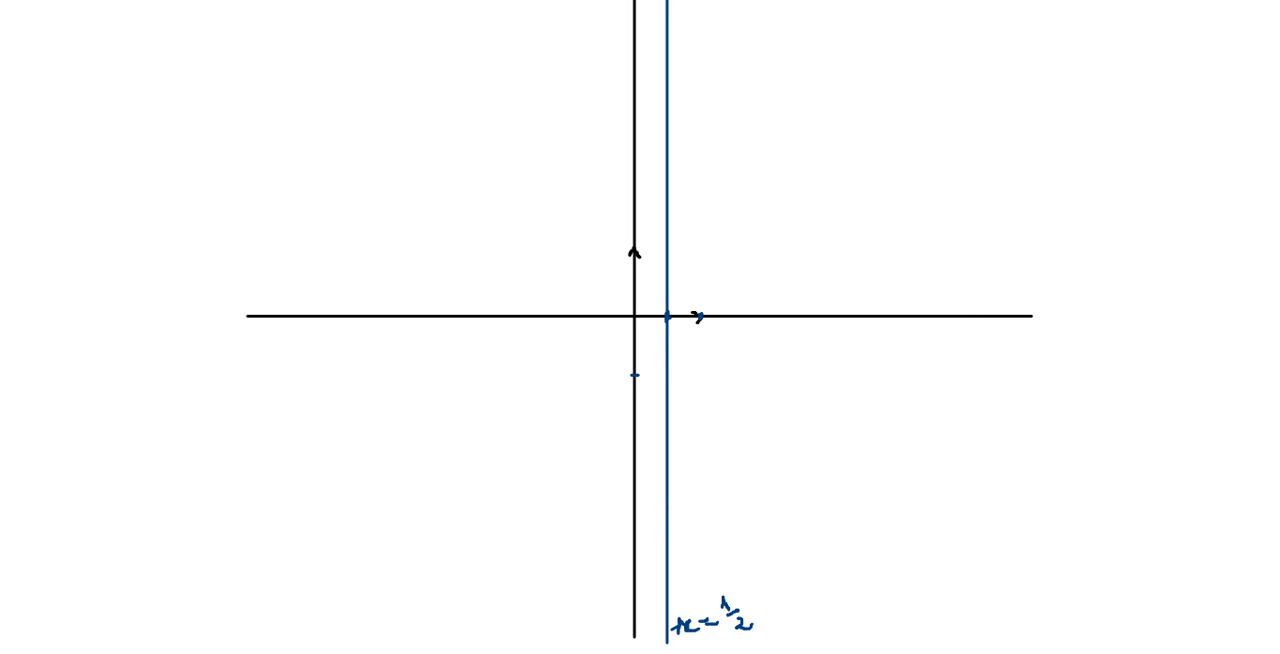 x = 1/2